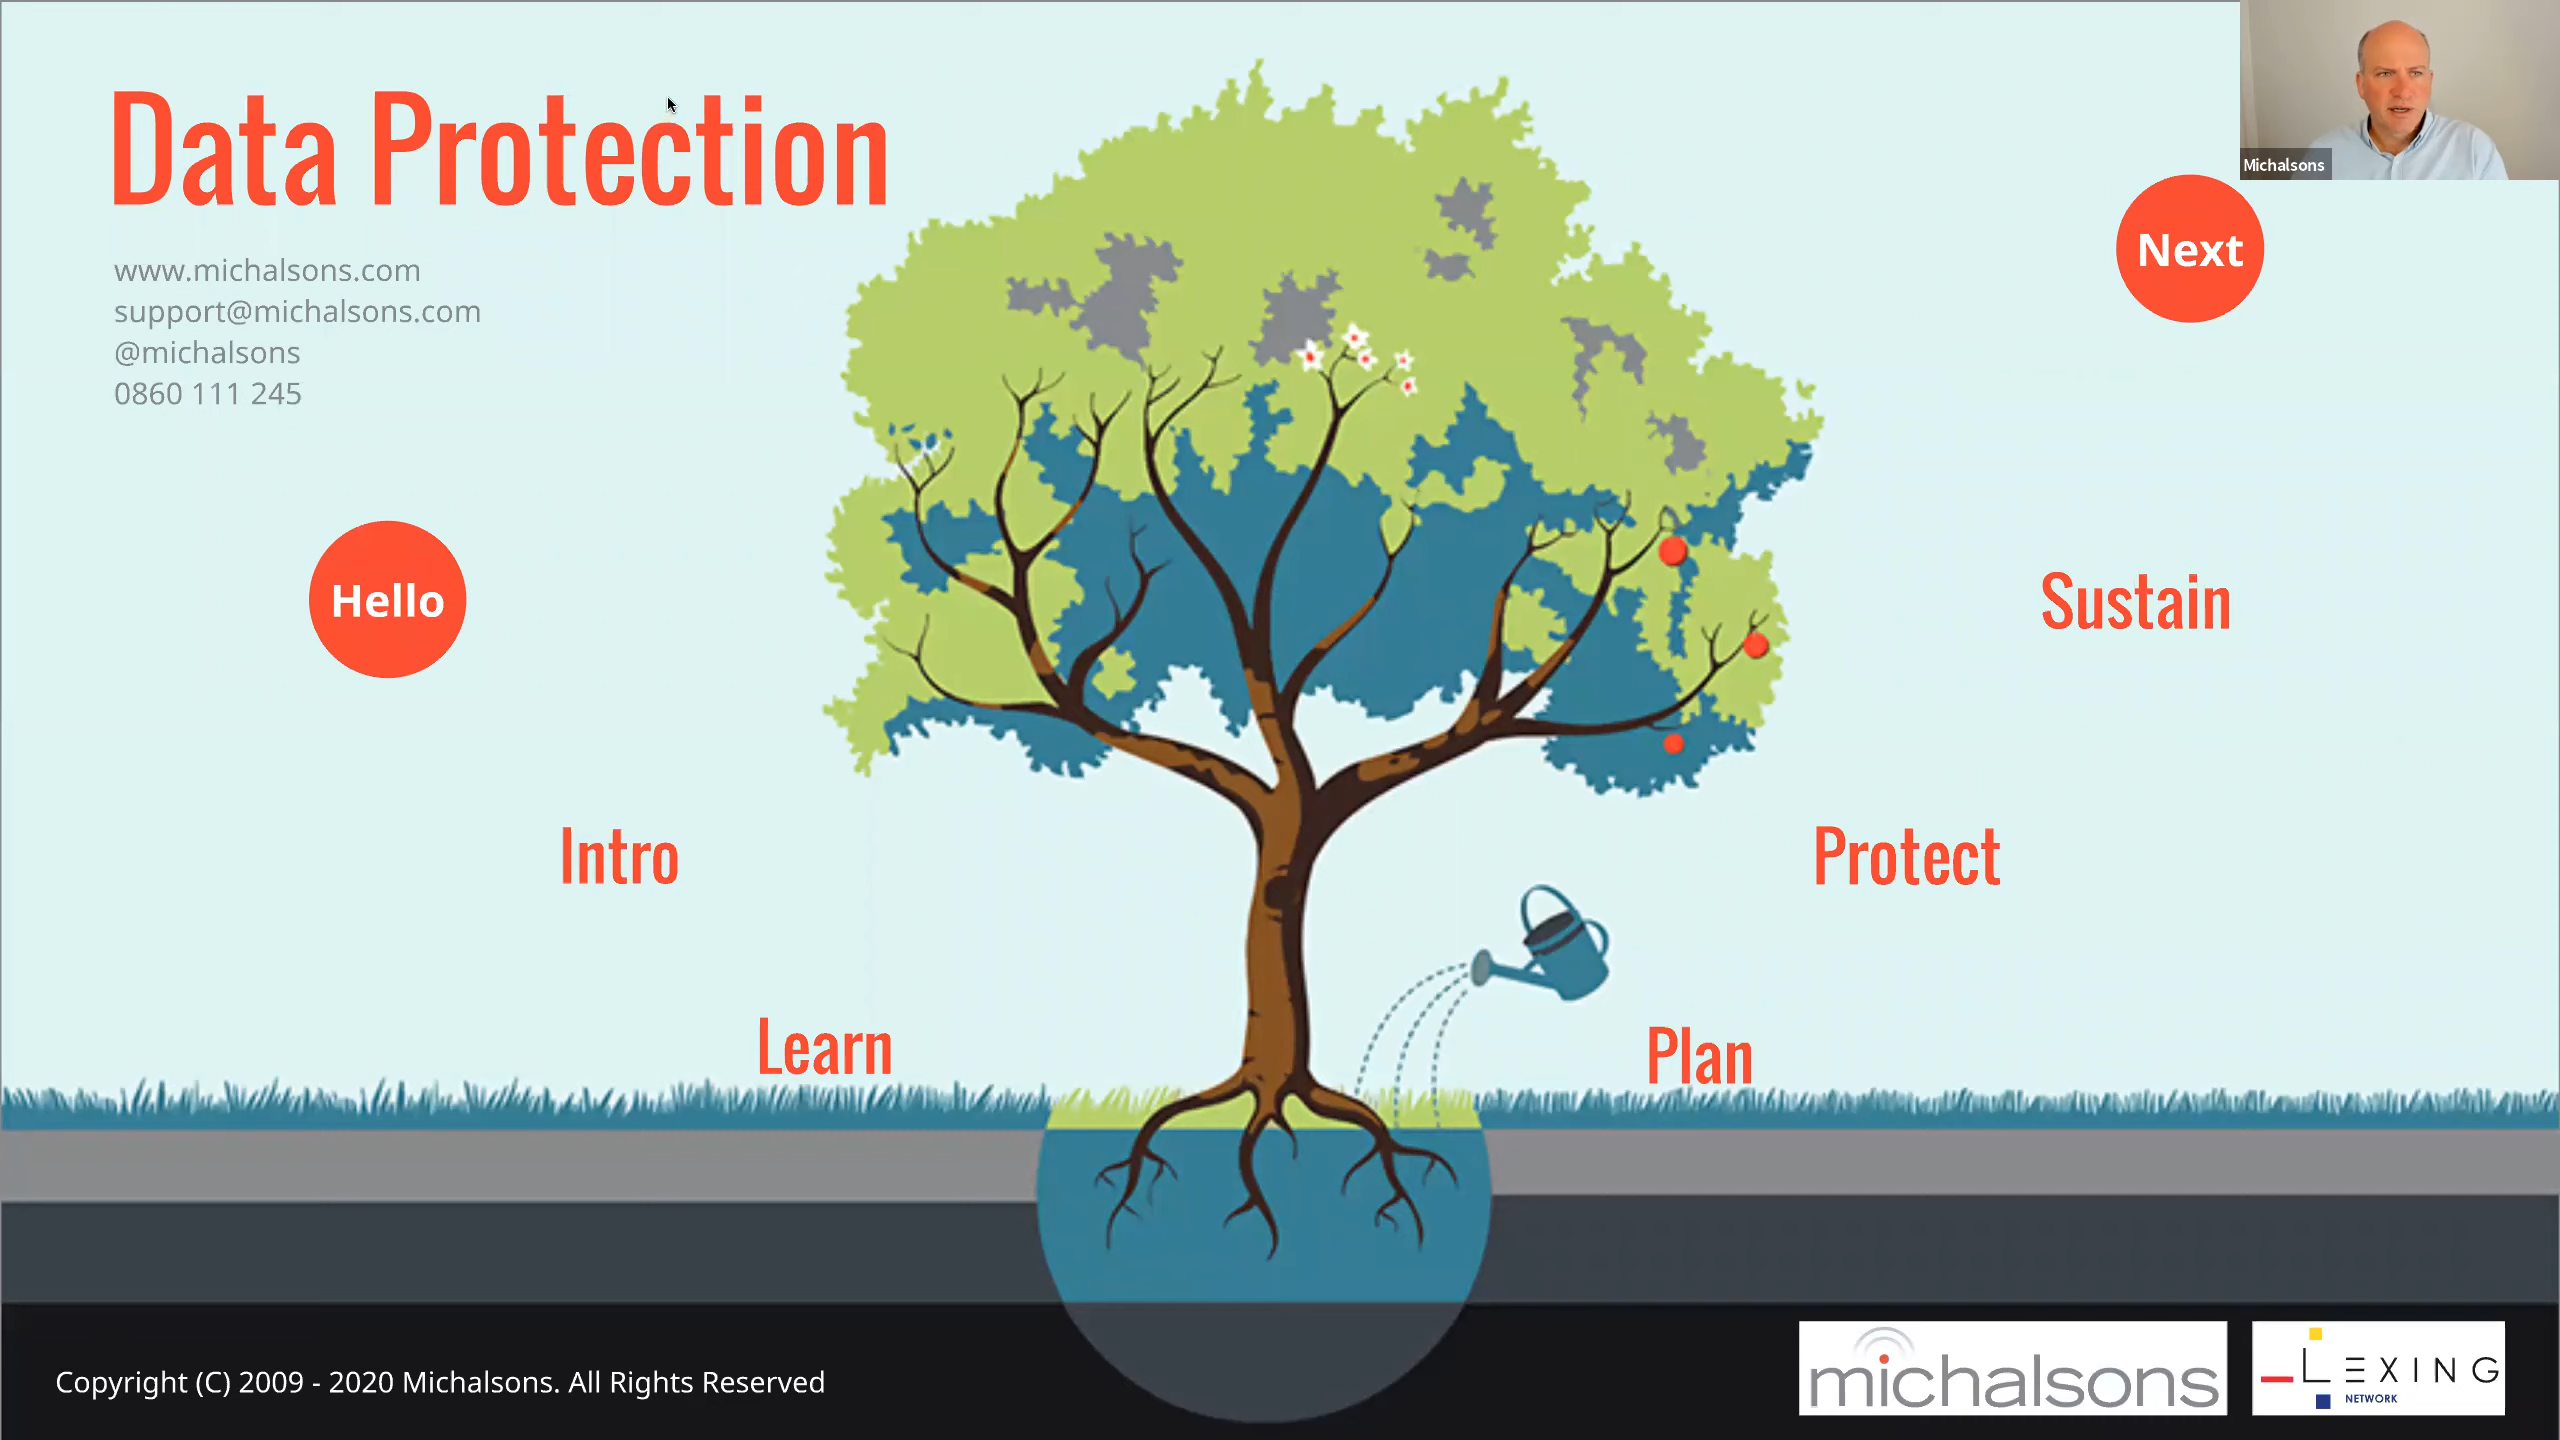 Data Protection
www.michalsons.com
support@michalsons.com
@michalsons
0860 111 245
Michalsons
Next
Hello
Sustain
Intro
Protect
Learn
Plan
Copyright (C) 2009 - 2020 Michalsons. All Rights Reserved
michalsons
LEXING
NETWORK